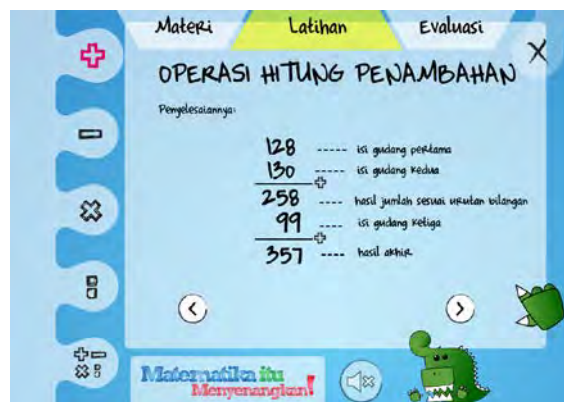 Materi Latihan Evaluasi
OPERASI HITUNG PENAMBAHAN
Penyelesaiannya:
128 ----- isi gudang pertama
130 ----- isi gudang kedua
+
258 ---- hasil jumlah sesuai urutan bilangan
99 ---- isi gudang ketiga
+
357 ---- hasil akhir
Matematika itu
Menyenangkan!